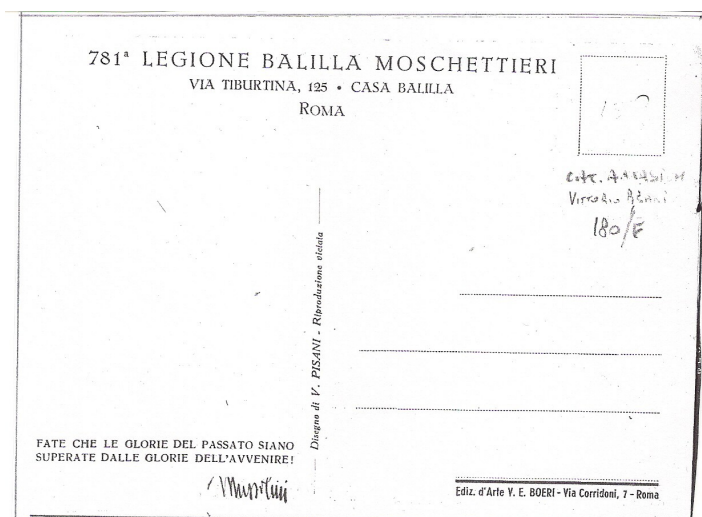 781ª LEGIONE BALILLA MOSCHETTIERI
VIA TIBURTINA, 125 • CASA BALILLA
ROMA
180/E
Disegno di V. PISANI - Riproduzione vietata
FATE CHE LE GLORIE DEL PASSATO SIANO
SUPERATE DALLE GLORIE DELL'AVVENIRE!
Mussolini
Ediz. d'Arte V. E. BOERI - Via Corridoni, 7 - Roma